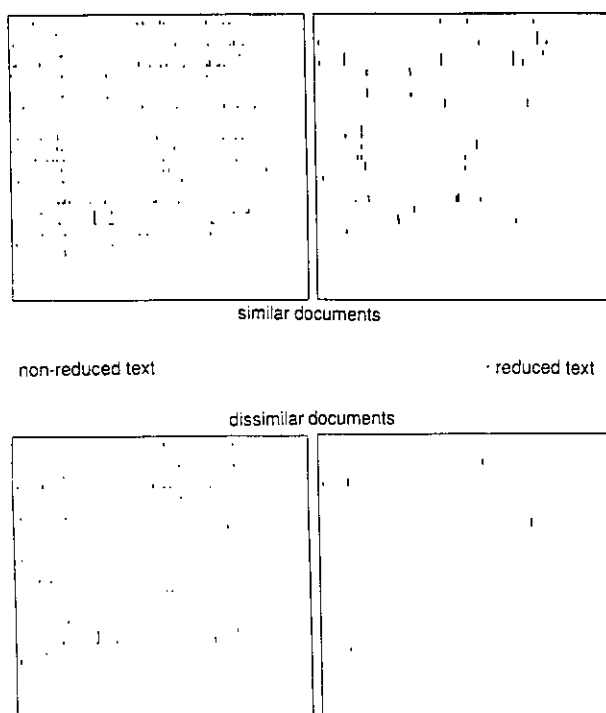 similar documents
non-reduced text
reduced text
dissimilar documents